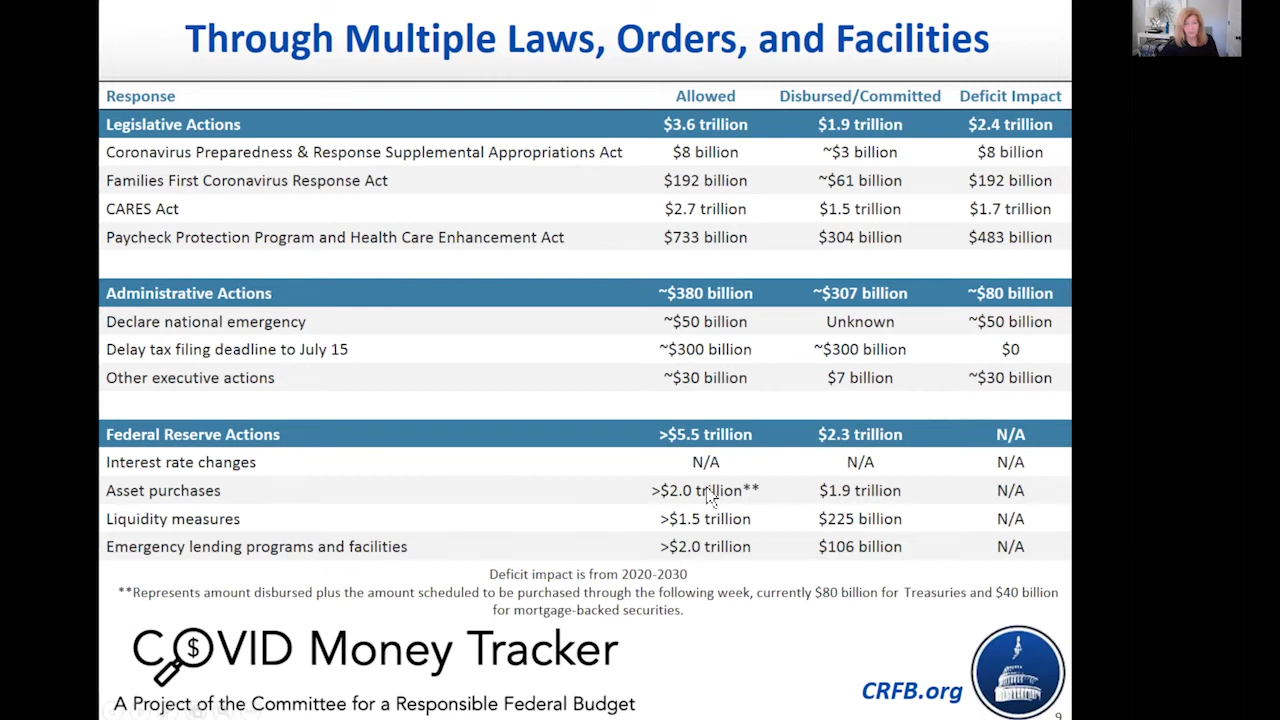 Through Multiple Laws, Orders, and Facilities
Response Allowed Disbursed/Committed Deficit Impact
Legislative Actions $3.6 trillion $1.9 trillion $2.4 trillion
Coronavirus Preparedness & Response Supplemental Appropriations Act $8 billion ~$3 billion $8 billion
Families First Coronavirus Response Act $192 billion ~$61 billion $192 billion
CARES Act $2.7 trillion $1.5 trillion $1.7 trillion
Paycheck Protection Program and Health Care Enhancement Act $733 billion $304 billion $483 billion
Administrative Actions ~$380 billion ~$307 billion ~$80 billion
Declare national emergency ~$50 billion Unknown ~$50 billion
Delay tax filing deadline to July 15 ~$300 billion ~$300 billion $0
Other executive actions ~$30 billion $7 billion ~$30 billion
Federal Reserve Actions >$5.5 trillion $2.3 trillion N/A
Interest rate changes N/A N/A N/A
Asset purchases >$2.0 trillion** $1.9 trillion N/A
Liquidity measures >$1.5 trillion $225 billion N/A
Emergency lending programs and facilities >$2.0 trillion $106 billion N/A
Deficit impact is from 2020-2030
**Represents amount disbursed plus the amount scheduled to be purchased through the following week, currently $80 billion for Treasuries and $40 billion
for mortgage-backed securities.
COVID Money Tracker
A Project of the Committee for a Responsible Federal Budget
CRFB.org
9